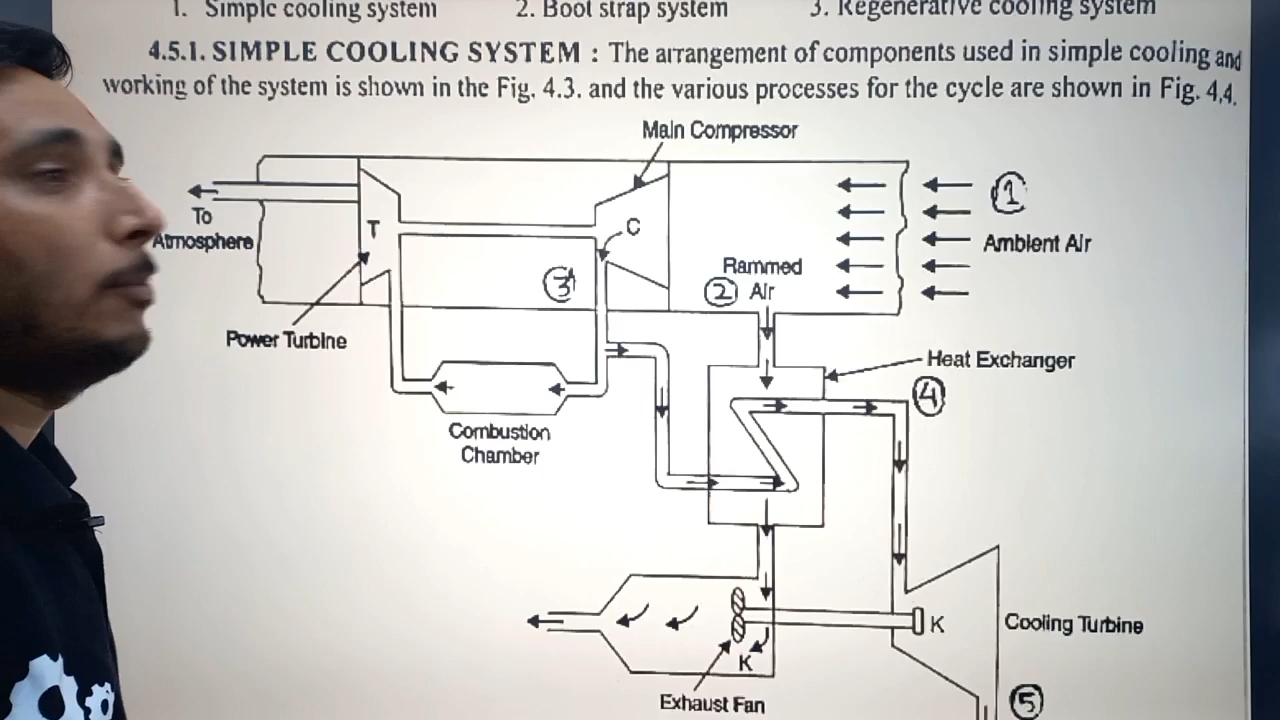 1. Simple cooling system 2. Boot strap system 3. Regenerative cooling system
4.5.1. SIMPLE COOLING SYSTEM : The arrangement of components used in simple cooling and
working of the system is shown in the Fig. 4.3. and the various processes for the cycle are shown in Fig. 4.4.
Main Compressor
1
To
Atmosphere
T
C
Ambient Air
Rammed
Air
2
3
Power Turbine
Heat Exchanger
4
Combustion
Chamber
K
Cooling Turbine
K
Exhaust Fan
5